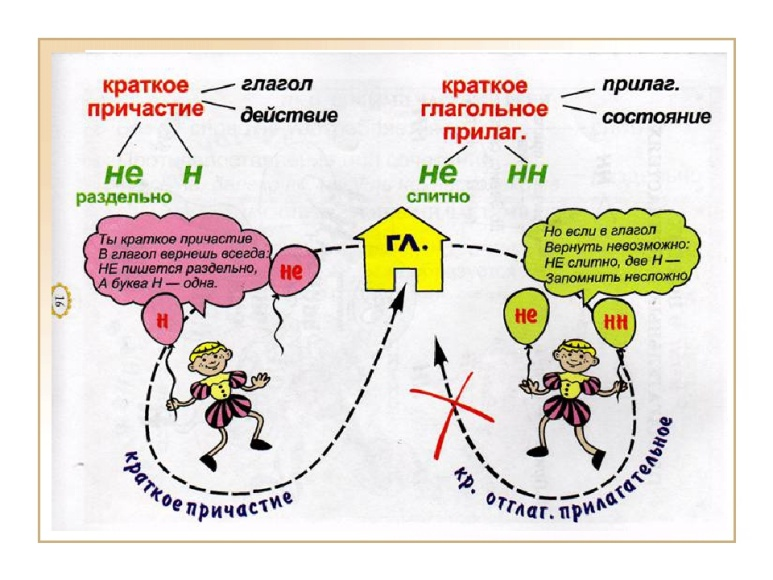 краткое
причастие
глагол
действие
не н
раздельно
краткое
глагольное
прилаг.
прилаг.
состояние
не нн
слитно
Ты краткое причастие
В глагол вернешь всегда:
НЕ пишется раздельно,
А буква Н — одна.
не
н
гл.
Но если в глагол
Вернуть невозможно:
НЕ слитно, две Н —
Запомнить несложно
не
нн
16
краткое причастие
кр. отглаг. прилагательное